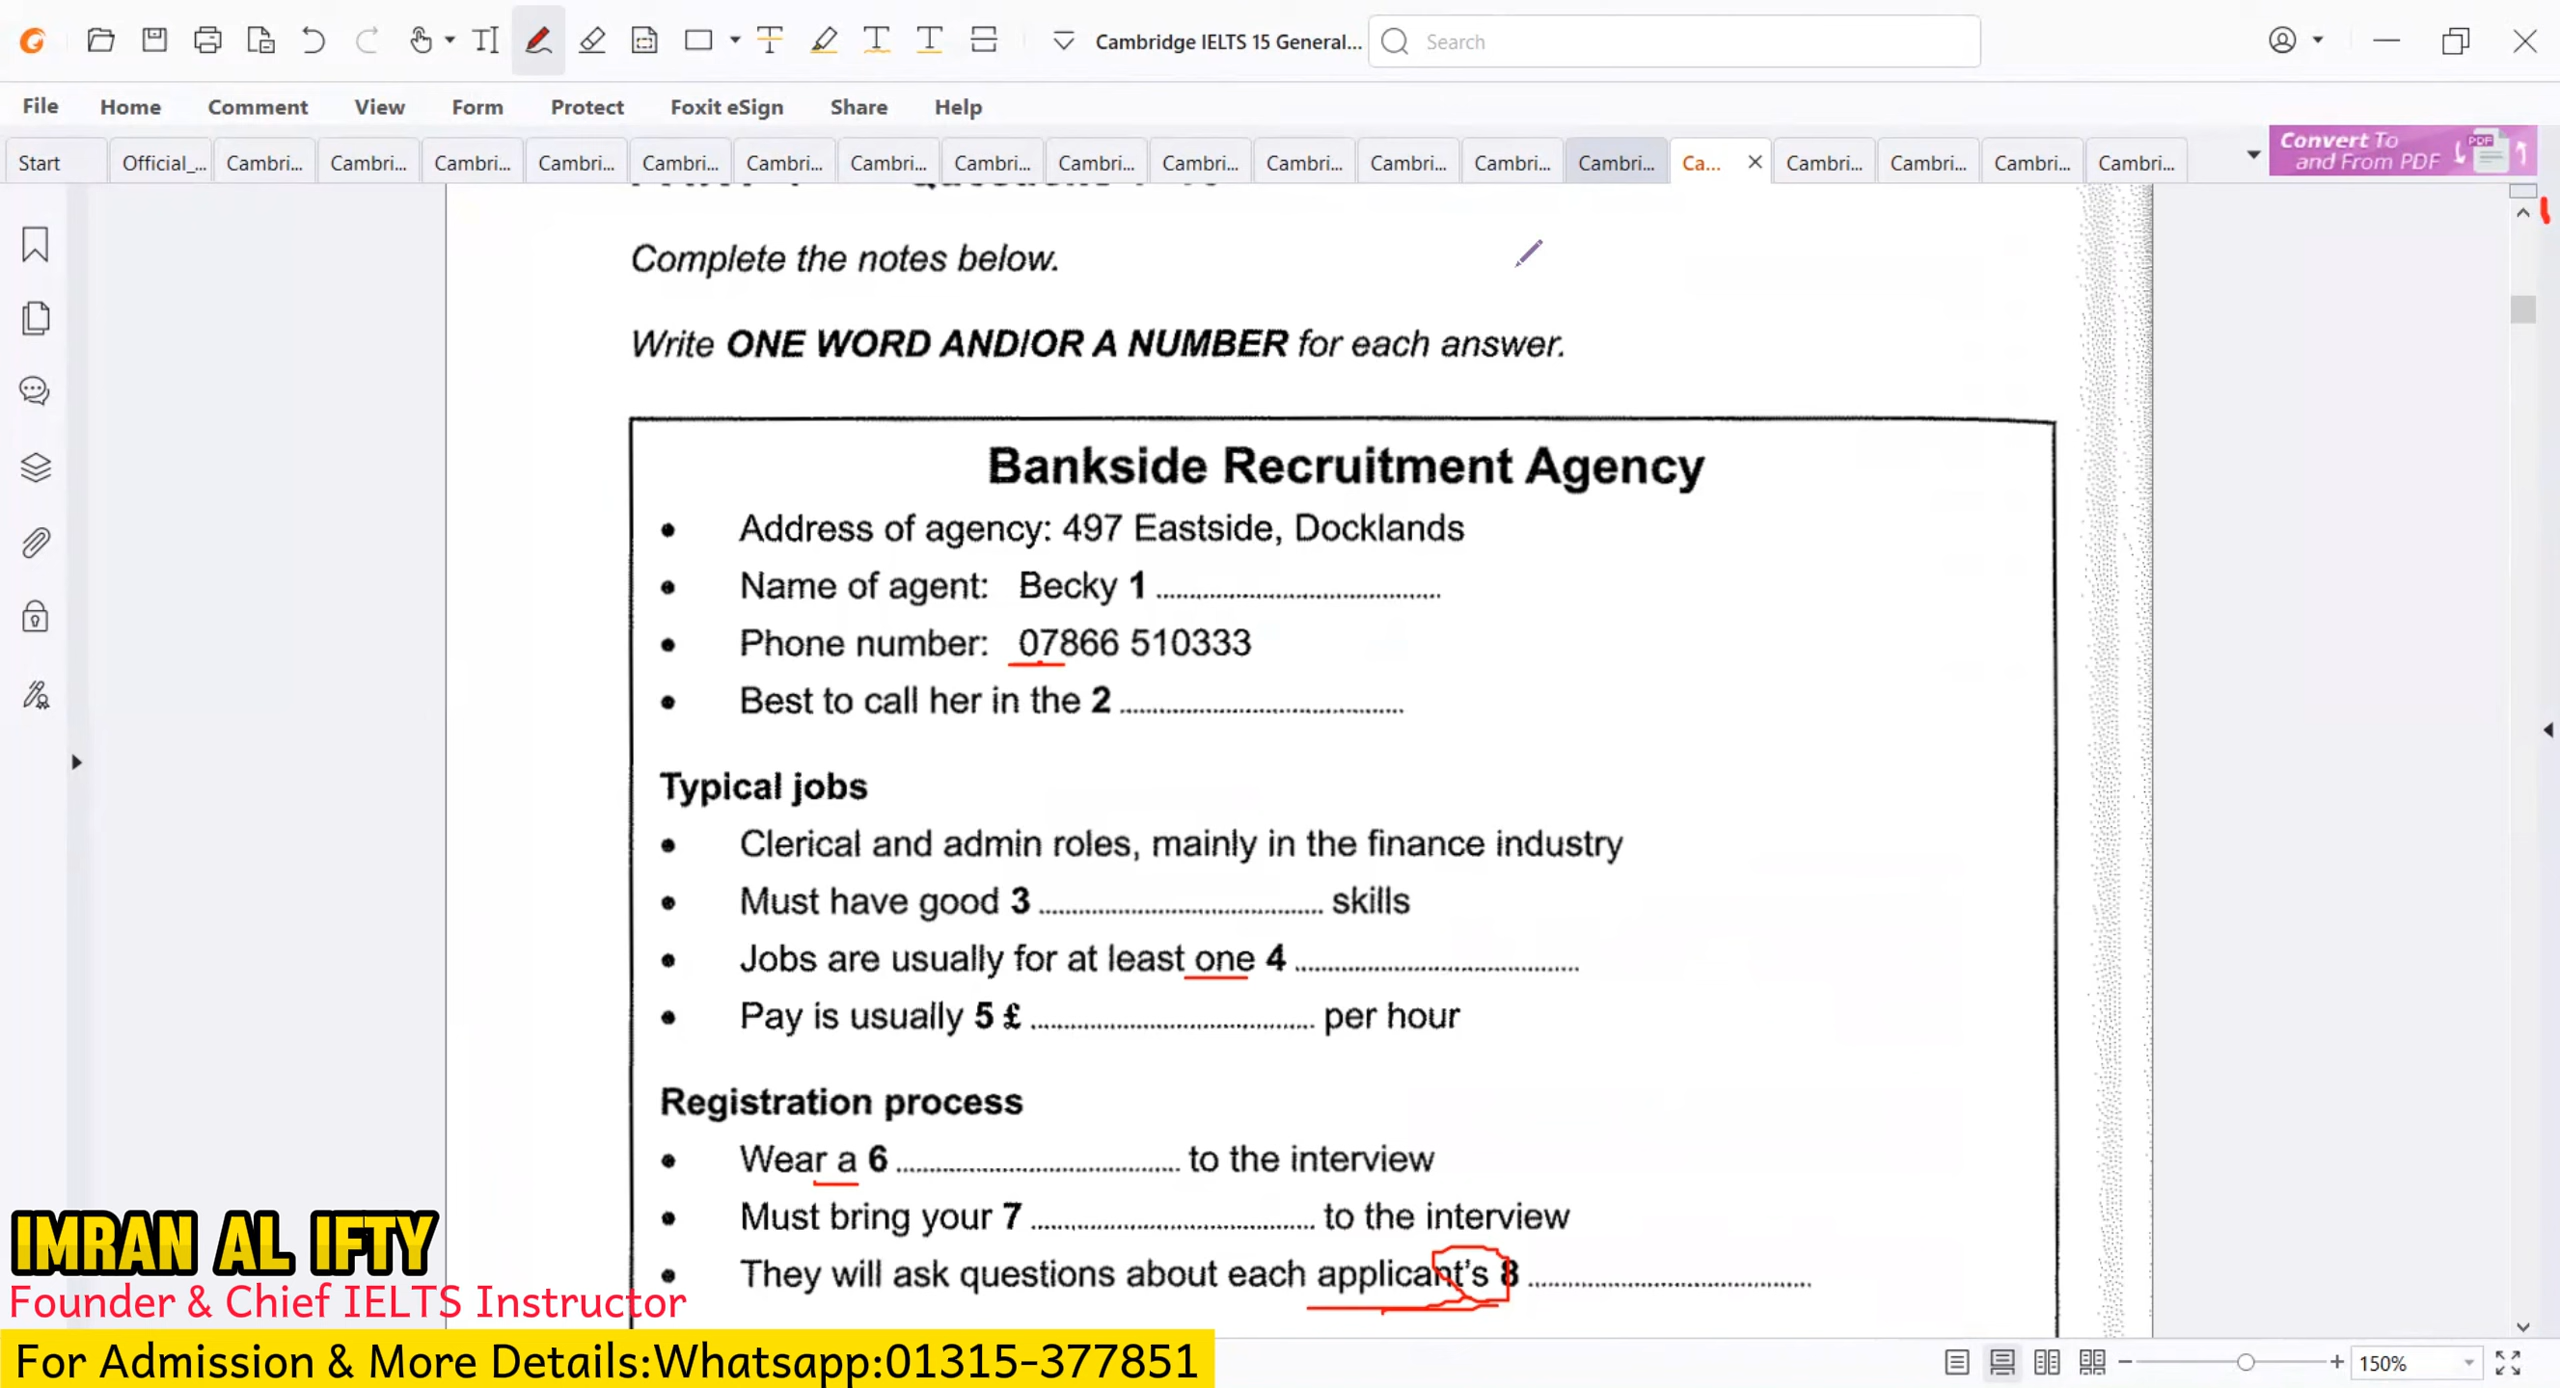 Cambridge IELTS 15 General...
Search
File Home Comment View Form Protect Foxit eSign Share Help
Start Official_... Cambri... Cambri... Cambri... Cambri... Cambri... Cambri... Cambri... Cambri... Cambri... Cambri... Cambri... Cambri... Cambri... Cambri... Ca... Cambri... Cambri... Cambri... Cambri...
Convert To
and From PDF
PDF
Complete the notes below.
Write ONE WORD AND/OR A NUMBER for each answer.
Bankside Recruitment Agency
• Address of agency: 497 Eastside, Docklands
• Name of agent: Becky 1 ....................
• Phone number: 07866 510333
• Best to call her in the 2 ....................
Typical jobs
• Clerical and admin roles, mainly in the finance industry
• Must have good 3 .................... skills
• Jobs are usually for at least one 4 ....................
• Pay is usually 5 £ .................... per hour
Registration process
• Wear a 6 .................... to the interview
• Must bring your 7 .................... to the interview
• They will ask questions about each applicant's 8 ....................
IMRAN AL IFTY
Founder & Chief IELTS Instructor
For Admission & More Details:Whatsapp:01315-377851
150%